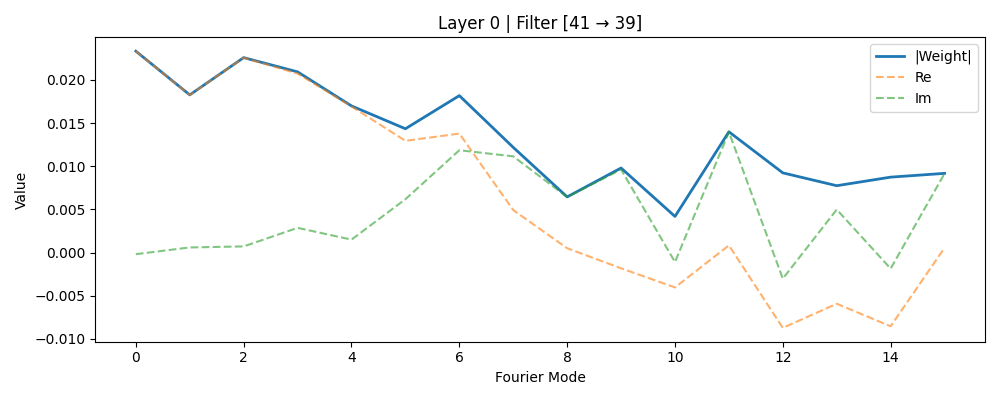 Layer 0 | Filter [41 → 39]
|Weight|
Re
Im
Value
0.020
0.015
0.010
0.005
0.000
−0.005
−0.010
0 2 4 6 8 10 12 14
Fourier Mode